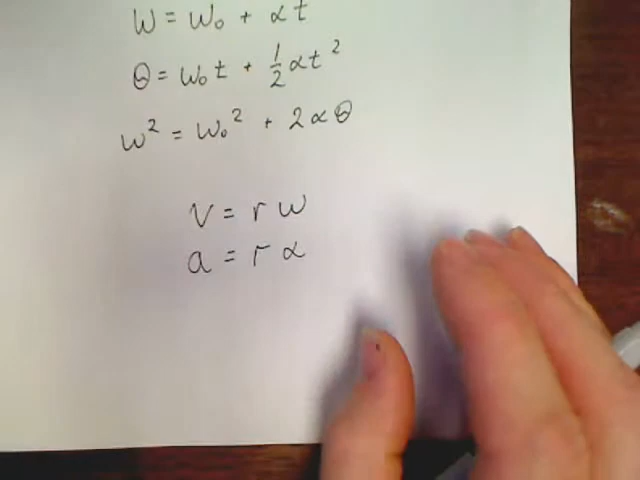 ω = ω₀ + αt
θ = ω₀t + ½αt²
ω² = ω₀² + 2αθ
v = rω
a = rα